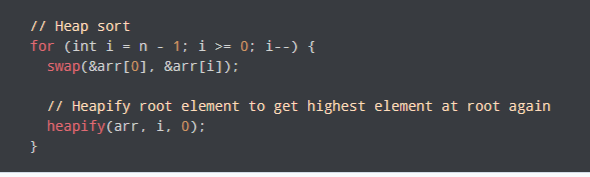 // Heap sort
for (int i = n - 1; i >= 0; i--) {
swap(&arr[0], &arr[i]);
// Heapify root element to get highest element at root again
heapify(arr, i, 0);
}